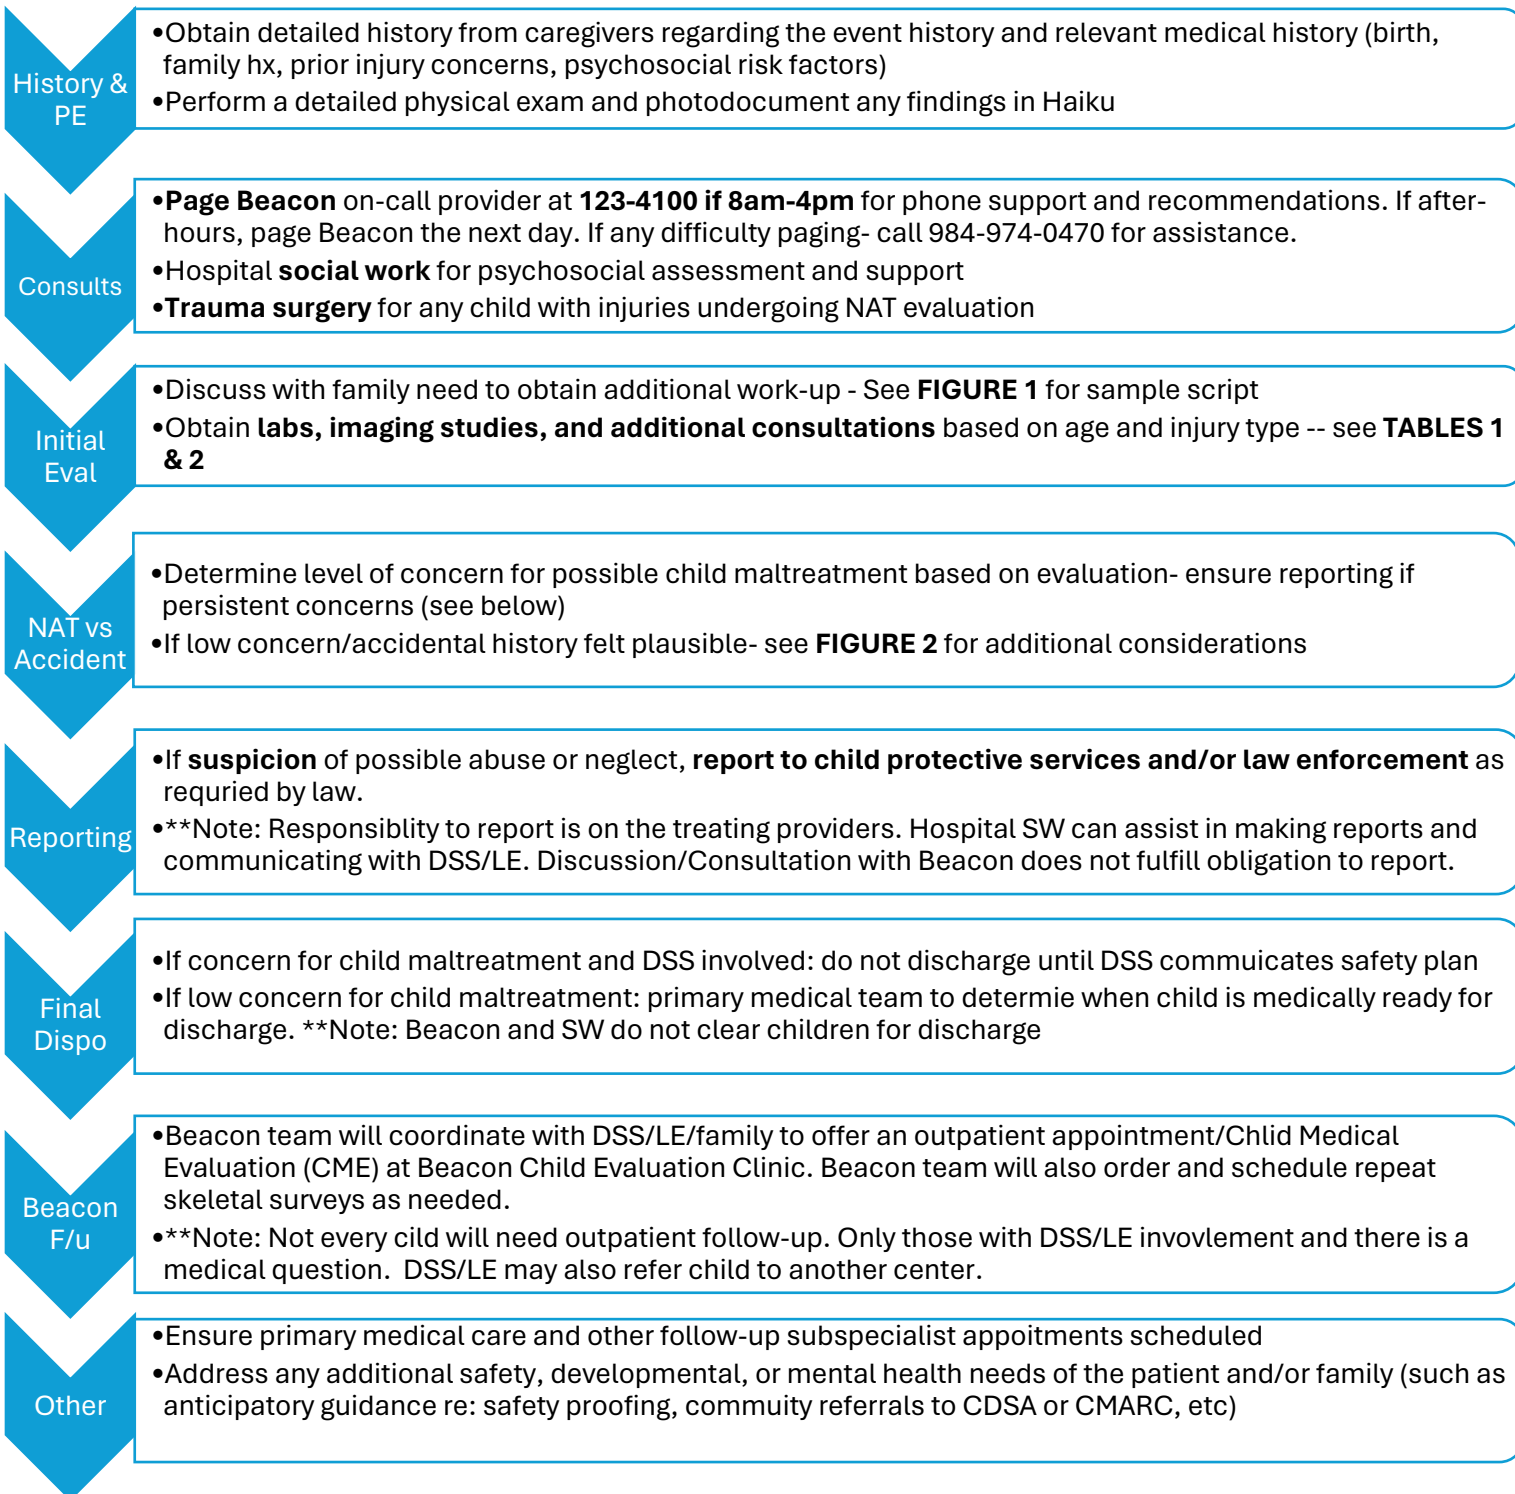 History &
PE
•Obtain detailed history from caregivers regarding the event history and relevant medical history (birth,
family hx, prior injury concerns, psychosocial risk factors)
•Perform a detailed physical exam and photodocument any findings in Haiku
Consults
•Page Beacon on-call provider at 123-4100 if 8am-4pm for phone support and recommendations. If after-
hours, page Beacon the next day. If any difficulty paging- call 984-974-0470 for assistance.
•Hospital social work for psychosocial assessment and support
•Trauma surgery for any child with injuries undergoing NAT evaluation
Initial
Eval
•Discuss with family need to obtain additional work-up - See FIGURE 1 for sample script
•Obtain labs, imaging studies, and additional consultations based on age and injury type -- see TABLES 1
& 2
NAT vs
Accident
•Determine level of concern for possible child maltreatment based on evaluation- ensure reporting if
persistent concerns (see below)
•If low concern/accidental history felt plausible- see FIGURE 2 for additional considerations
Reporting
•If suspicion of possible abuse or neglect, report to child protective services and/or law enforcement as
requried by law.
•**Note: Responsiblity to report is on the treating providers. Hospital SW can assist in making reports and
communicating with DSS/LE. Discussion/Consultation with Beacon does not fulfill obligation to report.
Final
Dispo
•If concern for child maltreatment and DSS involved: do not discharge until DSS commuicates safety plan
•If low concern for child maltreatment: primary medical team to determie when child is medically ready for
discharge. **Note: Beacon and SW do not clear children for discharge
Beacon
F/u
•Beacon team will coordinate with DSS/LE/family to offer an outpatient appointment/Chlid Medical
Evaluation (CME) at Beacon Child Evaluation Clinic. Beacon team will also order and schedule repeat
skeletal surveys as needed.
•**Note: Not every cild will need outpatient follow-up. Only those with DSS/LE invovlement and there is a
medical question.  DSS/LE may also refer child to another center.
Other
•Ensure primary medical care and other follow-up subspecialist appoitments scheduled
•Address any additional safety, developmental, or mental health needs of the patient and/or family (such as
anticipatory guidance re: safety proofing, commuity referrals to CDSA or CMARC, etc)